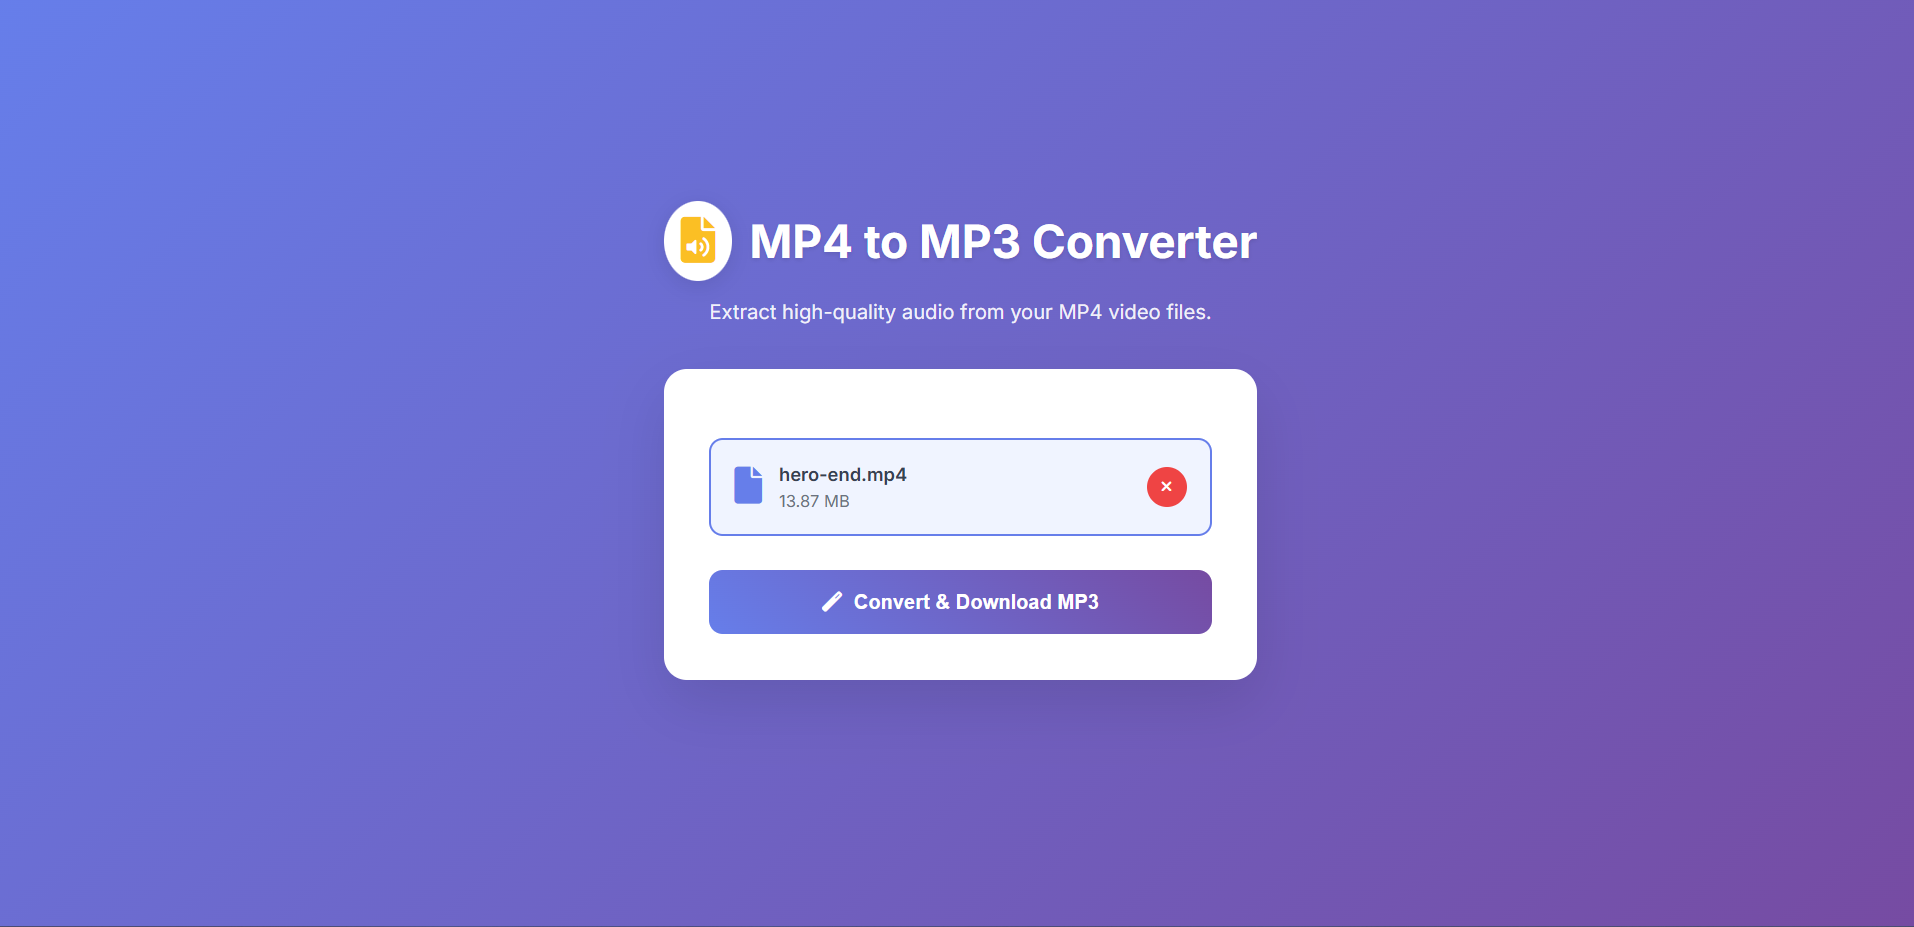 MP4 to MP3 Converter
Extract high-quality audio from your MP4 video files.
hero-end.mp4
13.87 MB
Convert & Download MP3